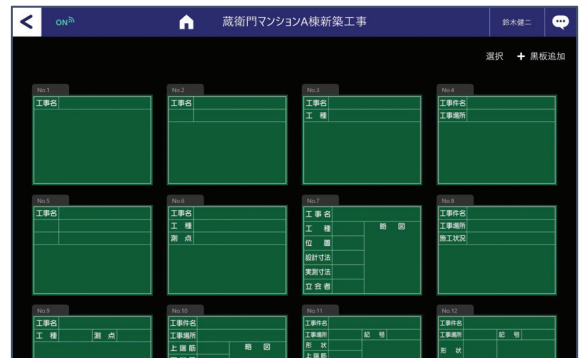 ON
蔵衛門マンションA棟新築工事
鈴木健二
選択
+ 黒板追加
No.1
工事名
No.2
工事名
No.3
工事名
工 種
No.4
工事件名
工事場所
No.5
工事名
No.6
工事名
工 種
測 点
No.7
工 事 名
工 種
略 図
位 置
設計寸法
実測寸法
立 会 者
No.8
工事件名
工事場所
施工状況
No.9
工事名
工 種
測 点
No.10
工事件名
工事場所
上 端 筋
略 図
No.11
工事件名
工事場所
記 号
形 状
上 端 筋
No.12
工事件名
工事場所
記 号
形 状